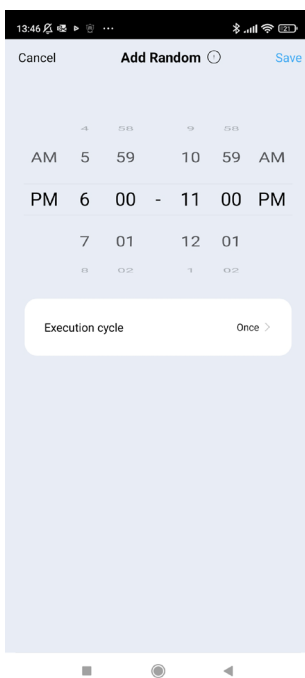 13:46 ··· 21
Cancel Add Random Save
4 58 9 58
AM 5 59 10 59 AM
PM 6 00 - 11 00 PM
7 01 12 01
8 02 1 02
Execution cycle Once >